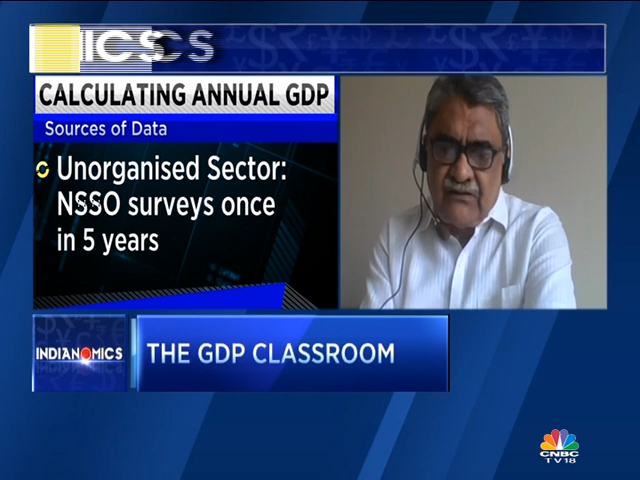 ICS
CALCULATING ANNUAL GDP
Sources of Data
Unorganised Sector:
NSSO surveys once
in 5 years
INDIANOMICS
THE GDP CLASSROOM
CNBC
TV18